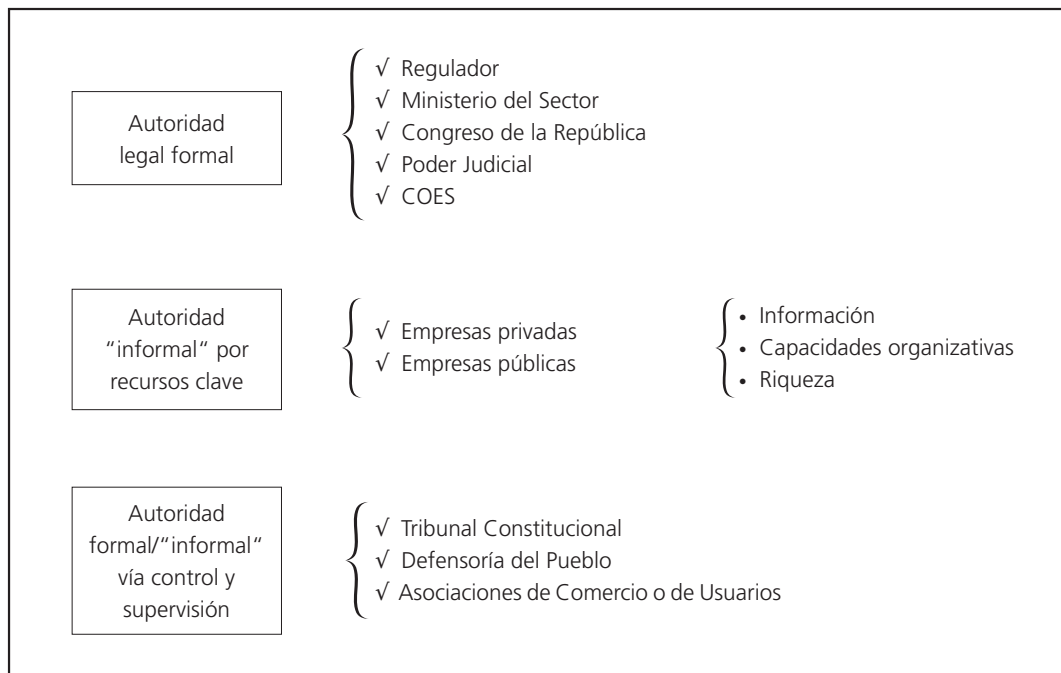 Autoridad
legal formal
√ Regulador
√ Ministerio del Sector
√ Congreso de la República
√ Poder Judicial
√ COES
Autoridad
“informal“ por
recursos clave
√ Empresas privadas
√ Empresas públicas
• Información
• Capacidades organizativas
• Riqueza
Autoridad
formal/“informal“
vía control y
supervisión
√ Tribunal Constitucional
√ Defensoría del Pueblo
√ Asociaciones de Comercio o de Usuarios